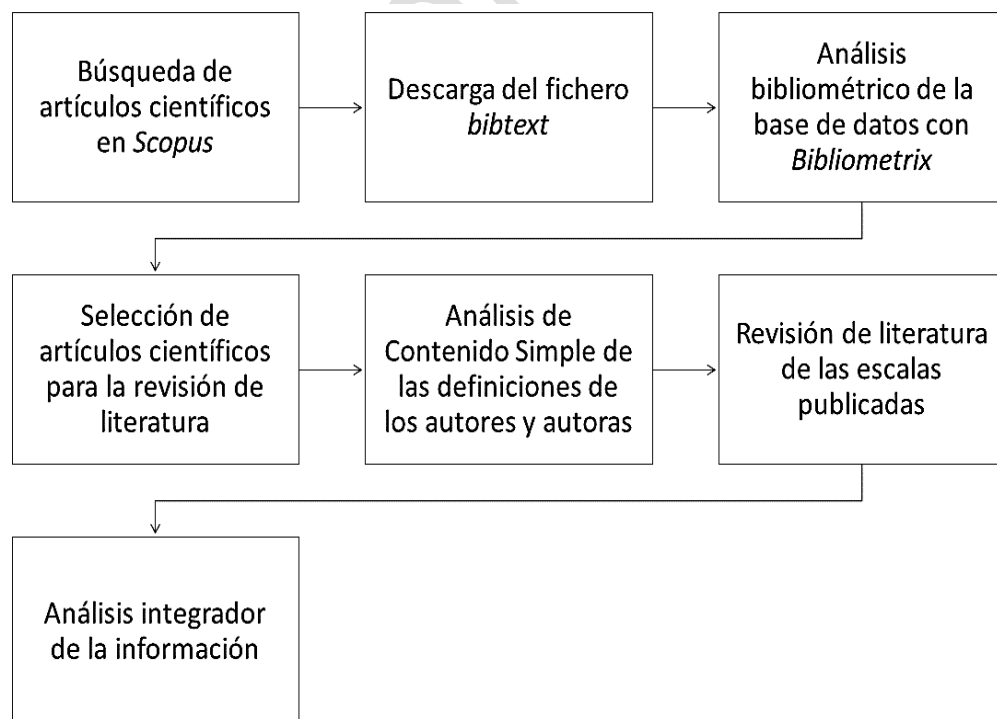 Búsqueda de
artículos científicos
en Scopus
Descarga del fichero
bibtext
Análisis
bibliométrico de la
base de datos con
Bibliometrix
Selección de
artículos científicos
para la revisión de
literatura
Análisis de
Contenido Simple de
las definiciones de
los autores y autoras
Revisión de literatura
de las escalas
publicadas
Análisis integrador
de la información